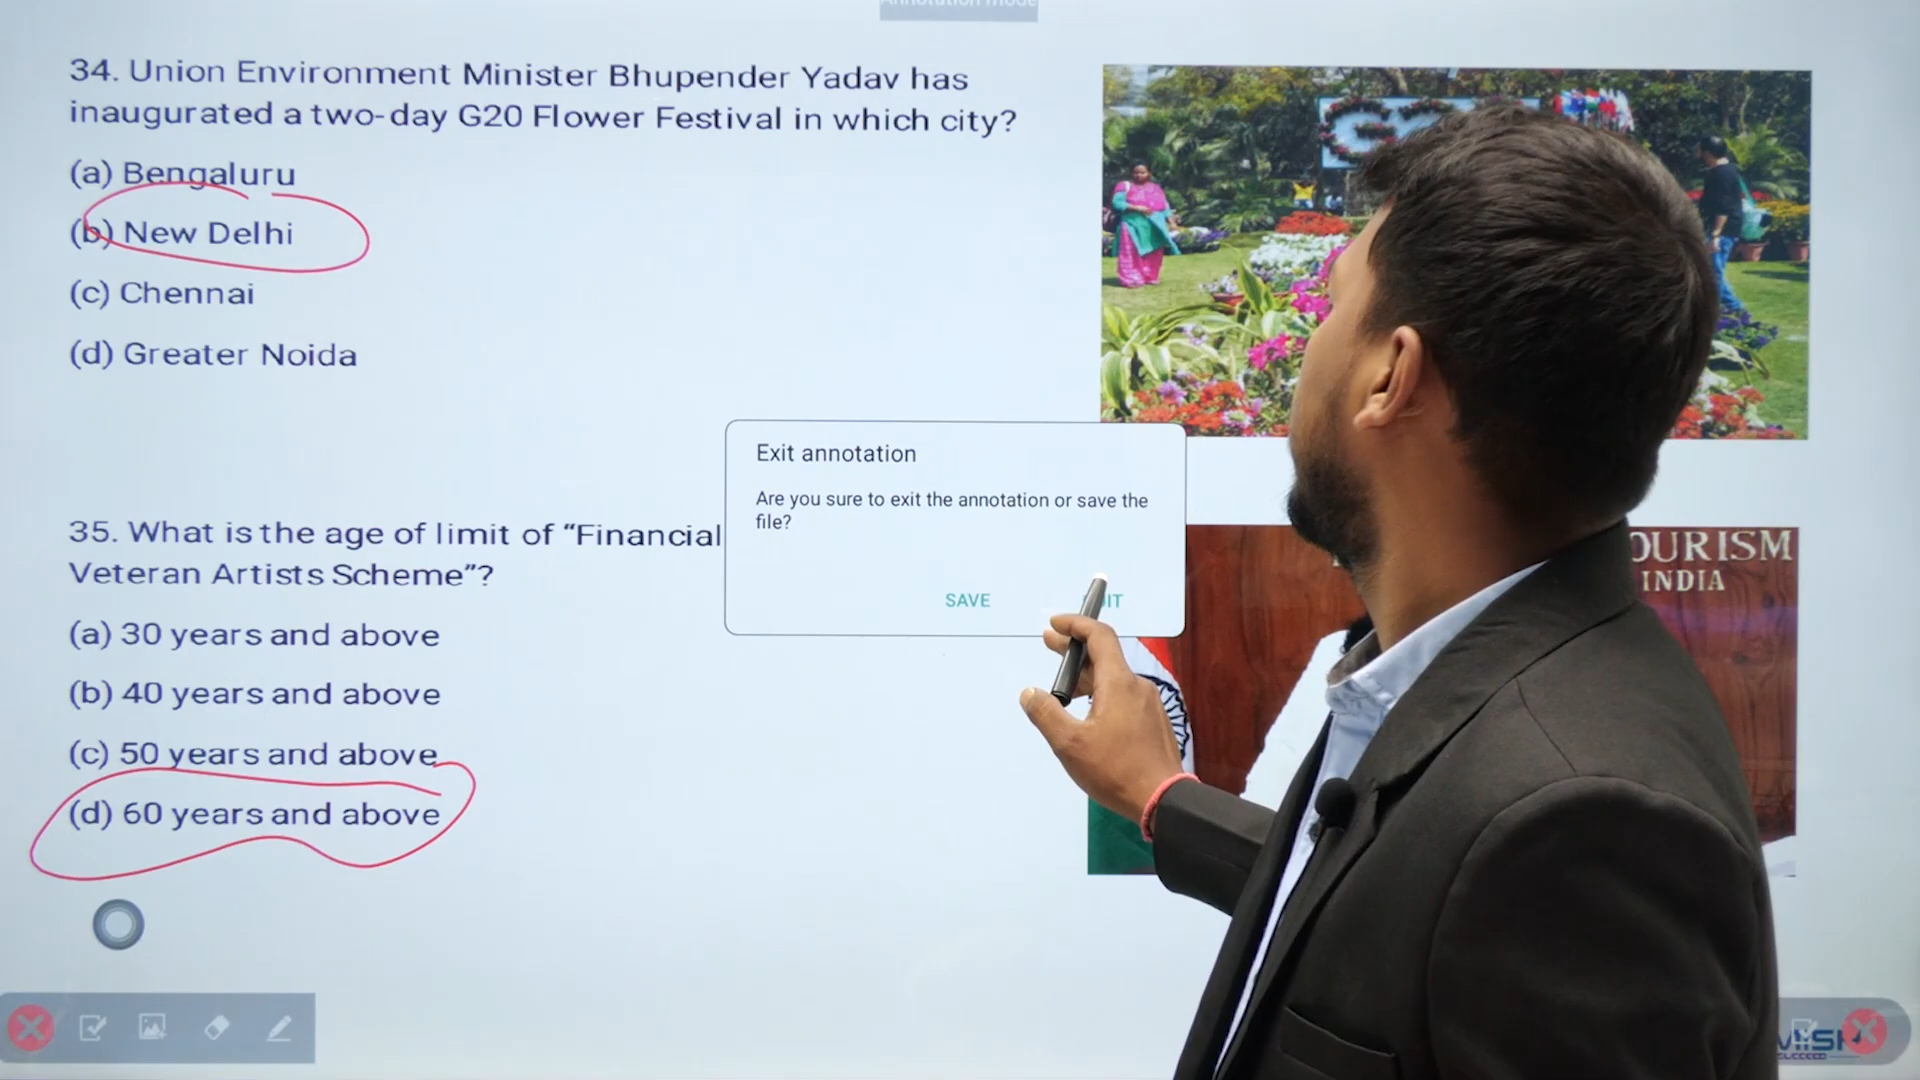 34. Union Environment Minister Bhupender Yadav has
inaugurated a two-day G20 Flower Festival in which city?
(a) Bengaluru
(b) New Delhi
(c) Chennai
(d) Greater Noida
Exit annotation
Are you sure to exit the annotation or save the
file?
SAVE
35. What is the age of limit of “Financial
Veteran Artists Scheme”?
(a) 30 years and above
(b) 40 years and above
(c) 50 years and above
(d) 60 years and above
INDIA